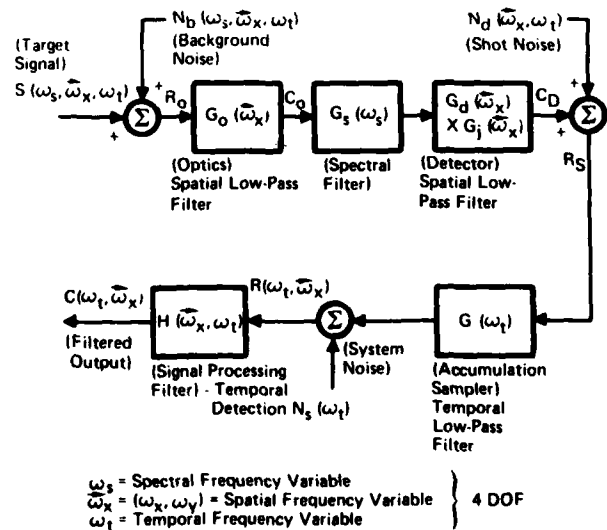 (Target
Signal)
S (ω_s, ω̃_x, ω_t)
N_b (ω_s, ω̃_x, ω_t)
(Background
Noise)
+
+
Σ
R_o
G_o (ω̃_x)
(Optics)
Spatial Low-Pass
Filter
C_o
G_s (ω_s)
(Spectral
Filter)
G_d (ω̃_x)
X G_j (ω̃_x)
(Detector)
Spatial Low-
Pass Filter
C_D
N_d (ω̃_x, ω_t)
(Shot Noise)
+
+
Σ
R_S
G (ω_t)
(Accumulation
Sampler)
Temporal
Low-Pass
Filter
Σ
(System
Noise)
N_s (ω_t)
R(ω_t, ω̃_x)
H (ω̃_x, ω_t)
(Signal Processing
Filter) - Temporal
Detection
C(ω_t, ω̃_x)
(Filtered
Output)
ω_s = Spectral Frequency Variable
ω̃_x = (ω_x, ω_y) = Spatial Frequency Variable
ω_t = Temporal Frequency Variable
} 4 DOF